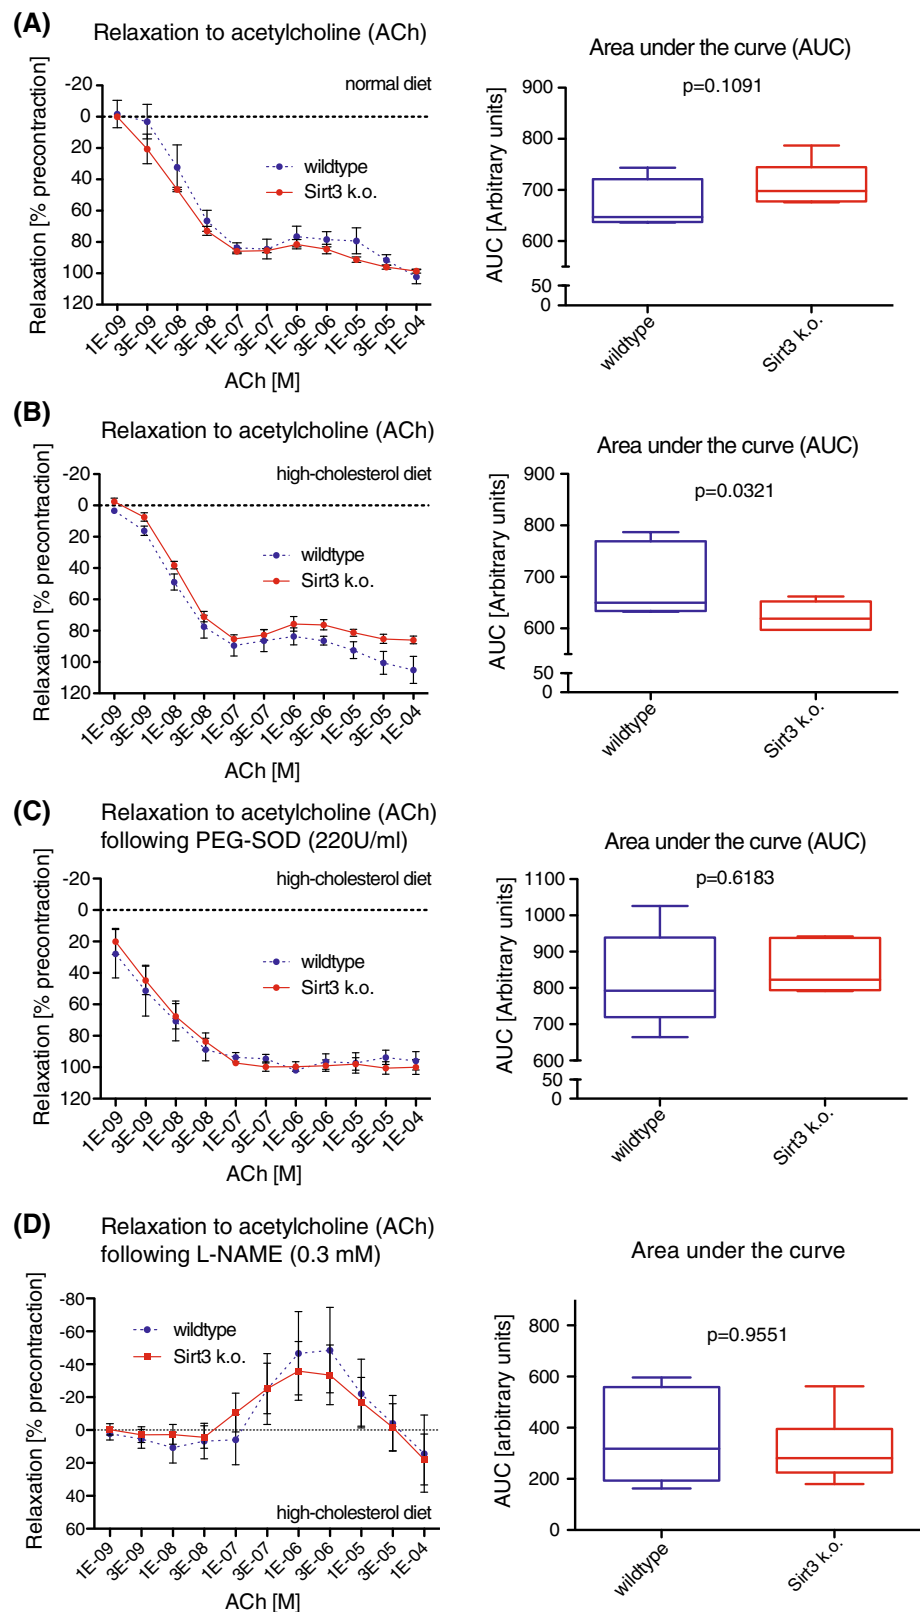 (A)
Relaxation to acetylcholine (ACh)
normal diet
Relaxation [% precontraction]
-20
0
20
40
60
80
100
120
wildtype
Sirt3 k.o.
1E-09
3E-09
1E-08
3E-08
1E-07
3E-07
1E-06
3E-06
1E-05
3E-05
1E-04
ACh [M]
Area under the curve (AUC)
p=0.1091
AUC [Arbitrary units]
900
800
700
600
50
0
wildtype
Sirt3 k.o.
(B)
Relaxation to acetylcholine (ACh)
high-cholesterol diet
Relaxation [% precontraction]
-20
0
20
40
60
80
100
120
wildtype
Sirt3 k.o.
1E-09
3E-09
1E-08
3E-08
1E-07
3E-07
1E-06
3E-06
1E-05
3E-05
1E-04
ACh [M]
Area under the curve (AUC)
p=0.0321
AUC [Arbitrary units]
900
800
700
600
50
0
wildtype
Sirt3 k.o.
(C)
Relaxation to acetylcholine (ACh)
following PEG-SOD (220U/ml)
high-cholesterol diet
Relaxation [% precontraction]
-20
0
20
40
60
80
100
120
wildtype
Sirt3 k.o.
1E-09
3E-09
1E-08
3E-08
1E-07
3E-07
1E-06
3E-06
1E-05
3E-05
1E-04
ACh [M]
Area under the curve (AUC)
p=0.6183
AUC [Arbitrary units]
1100
1000
900
800
700
600
50
0
wildtype
Sirt3 k.o.
(D)
Relaxation to acetylcholine (ACh)
following L-NAME (0.3 mM)
Relaxation [% precontraction]
-80
-60
-40
-20
0
20
40
60
wildtype
Sirt3 k.o.
high-cholesterol diet
1E-09
3E-09
1E-08
3E-08
1E-07
3E-07
1E-06
3E-06
1E-05
3E-05
1E-04
ACh [M]
Area under the curve
p=0.9551
AUC [arbitrary units]
800
600
400
200
0
wildtype
Sirt3 k.o.